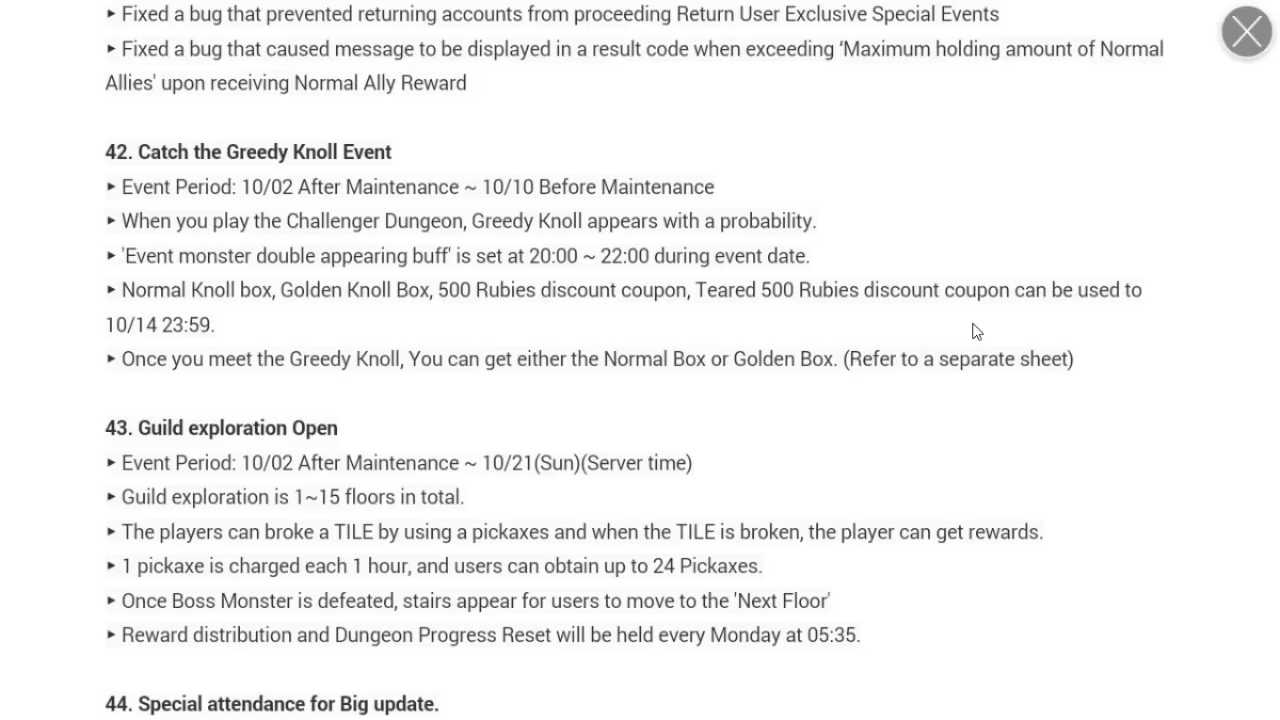 ‣ Fixed a bug that prevented returning accounts from proceeding Return User Exclusive Special Events
‣ Fixed a bug that caused message to be displayed in a result code when exceeding ‘Maximum holding amount of Normal
Allies' upon receiving Normal Ally Reward
42. Catch the Greedy Knoll Event
‣ Event Period: 10/02 After Maintenance ~ 10/10 Before Maintenance
‣ When you play the Challenger Dungeon, Greedy Knoll appears with a probability.
‣ 'Event monster double appearing buff' is set at 20:00 ~ 22:00 during event date.
‣ Normal Knoll box, Golden Knoll Box, 500 Rubies discount coupon, Teared 500 Rubies discount coupon can be used to
10/14 23:59.
‣ Once you meet the Greedy Knoll, You can get either the Normal Box or Golden Box. (Refer to a separate sheet)
43. Guild exploration Open
‣ Event Period: 10/02 After Maintenance ~ 10/21(Sun)(Server time)
‣ Guild exploration is 1~15 floors in total.
‣ The players can broke a TILE by using a pickaxes and when the TILE is broken, the player can get rewards.
‣ 1 pickaxe is charged each 1 hour, and users can obtain up to 24 Pickaxes.
‣ Once Boss Monster is defeated, stairs appear for users to move to the 'Next Floor'
‣ Reward distribution and Dungeon Progress Reset will be held every Monday at 05:35.
44. Special attendance for Big update.